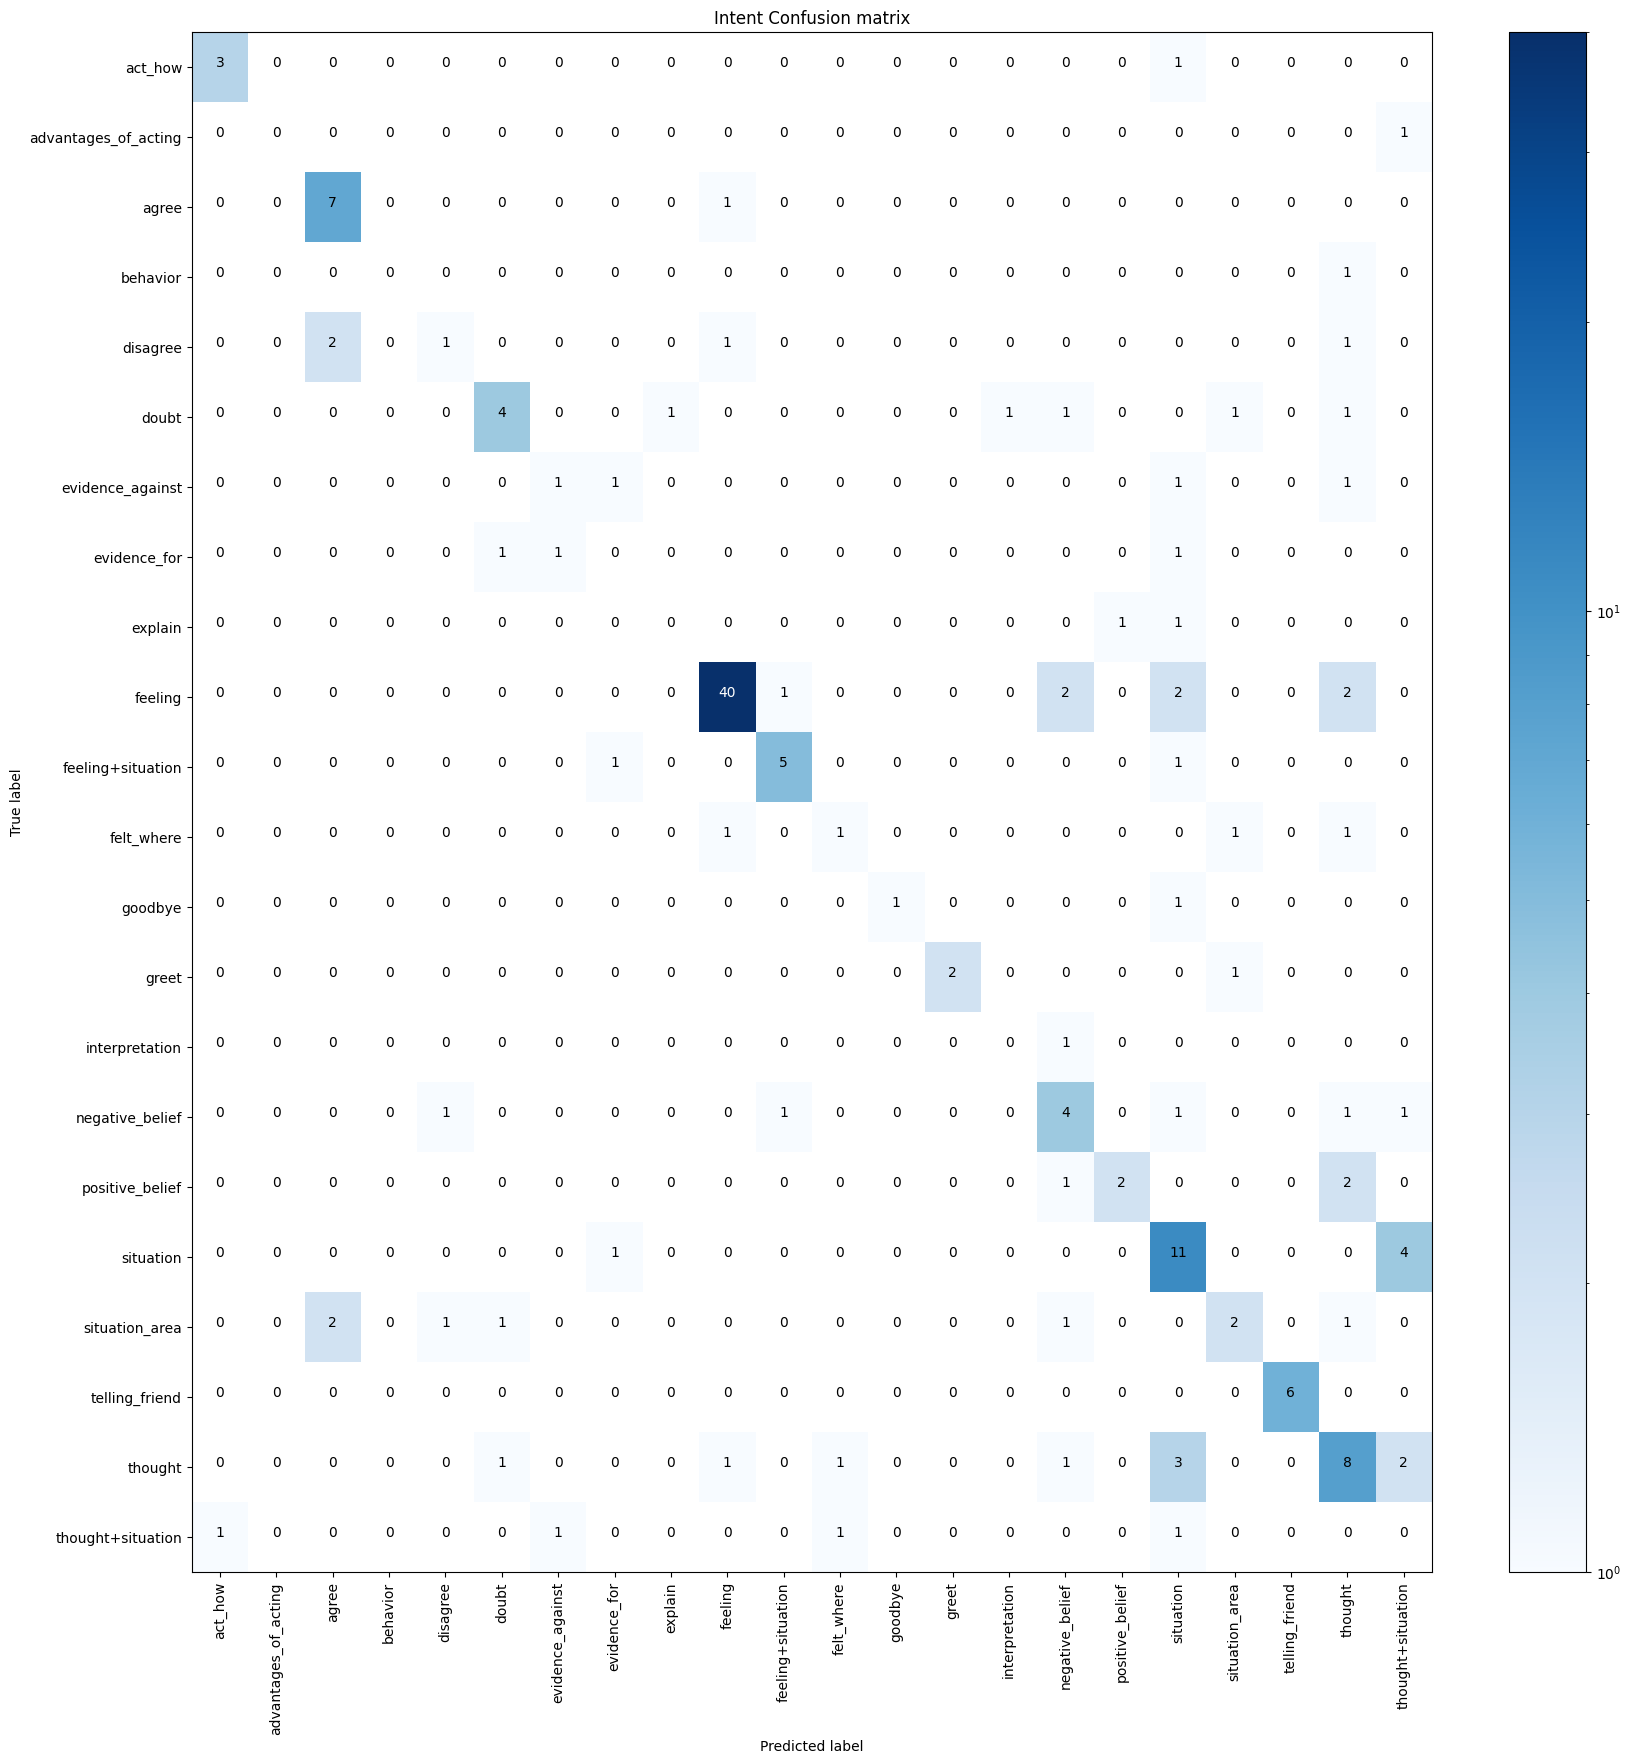 Intent Confusion matrix
act_how 3 0 0 0 0 0 0 0 0 0 0 0 0 0 0 0 0 1 0 0 0 0
advantages_of_acting 0 0 0 0 0 0 0 0 0 0 0 0 0 0 0 0 0 0 0 0 0 1
agree 0 0 7 0 0 0 0 0 0 1 0 0 0 0 0 0 0 0 0 0 0 0
behavior 0 0 0 0 0 0 0 0 0 0 0 0 0 0 0 0 0 0 0 0 1 0
disagree 0 0 2 0 1 0 0 0 0 1 0 0 0 0 0 0 0 0 0 0 1 0
doubt 0 0 0 0 0 4 0 0 1 0 0 0 0 0 1 1 0 0 1 0 1 0
evidence_against 0 0 0 0 0 0 1 1 0 0 0 0 0 0 0 0 0 1 0 0 1 0
evidence_for 0 0 0 0 0 1 1 0 0 0 0 0 0 0 0 0 0 1 0 0 0 0
explain 0 0 0 0 0 0 0 0 0 0 0 0 0 0 0 0 1 1 0 0 0 0
10¹
feeling 0 0 0 0 0 0 0 0 0 40 1 0 0 0 0 2 0 2 0 0 2 0
feeling+situation 0 0 0 0 0 0 0 1 0 0 5 0 0 0 0 0 0 1 0 0 0 0
True label
felt_where 0 0 0 0 0 0 0 0 0 1 0 1 0 0 0 0 0 0 1 0 1 0
goodbye 0 0 0 0 0 0 0 0 0 0 0 0 1 0 0 0 0 1 0 0 0 0
greet 0 0 0 0 0 0 0 0 0 0 0 0 0 2 0 0 0 0 1 0 0 0
interpretation 0 0 0 0 0 0 0 0 0 0 0 0 0 0 0 1 0 0 0 0 0 0
negative_belief 0 0 0 0 1 0 0 0 0 0 1 0 0 0 0 4 0 1 0 0 1 1
positive_belief 0 0 0 0 0 0 0 0 0 0 0 0 0 0 0 1 2 0 0 0 2 0
situation 0 0 0 0 0 0 0 1 0 0 0 0 0 0 0 0 0 11 0 0 0 4
situation_area 0 0 2 0 1 1 0 0 0 0 0 0 0 0 0 1 0 0 2 0 1 0
telling_friend 0 0 0 0 0 0 0 0 0 0 0 0 0 0 0 0 0 0 0 6 0 0
thought 0 0 0 0 0 1 0 0 0 1 0 1 0 0 0 1 0 3 0 0 8 2
thought+situation 1 0 0 0 0 0 1 0 0 0 0 1 0 0 0 0 0 1 0 0 0 0
10⁰
act_how
advantages_of_acting
agree
behavior
disagree
doubt
evidence_against
evidence_for
explain
feeling
feeling+situation
felt_where
goodbye
greet
interpretation
negative_belief
positive_belief
situation
situation_area
telling_friend
thought
thought+situation
Predicted label